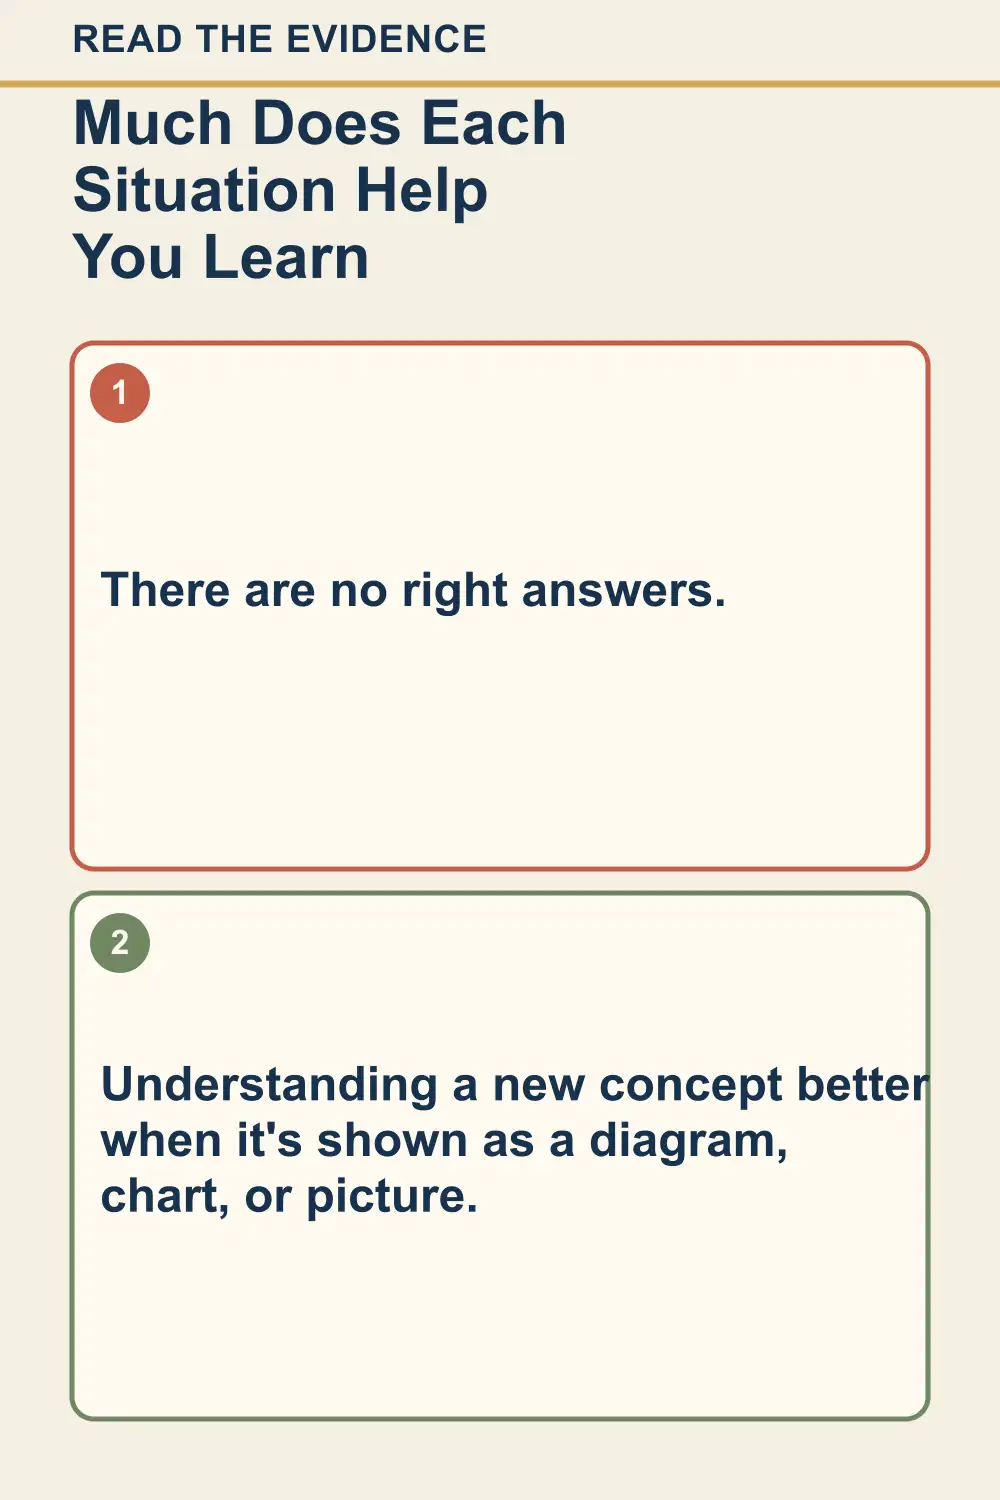 READ THE EVIDENCE
Much Does Each
Situation Help
You Learn
1
There are no right answers.
2
Understanding a new concept better
when it's shown as a diagram,
chart, or picture.